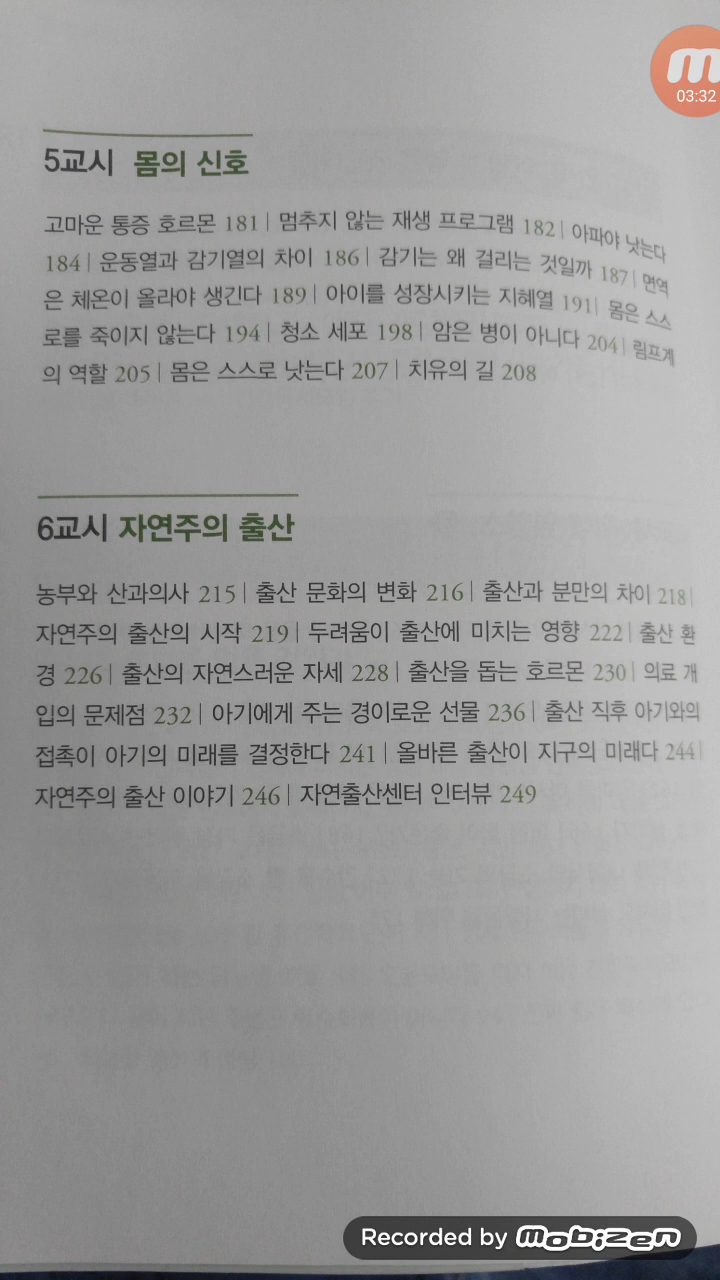 03:32
5교시 몸의 신호
고마운 통증 호르몬 181 | 멈추지 않는 재생 프로그램 182 | 아파야 낫는다
184 | 운동열과 감기열의 차이 186 | 감기는 왜 걸리는 것일까 187 | 면역
은 체온이 올라야 생긴다 189 | 아이를 성장시키는 지혜열 191 | 몸은 스스
로를 죽이지 않는다 194 | 청소 세포 198 | 암은 병이 아니다 204 | 림프계
의 역할 205 | 몸은 스스로 낫는다 207 | 치유의 길 208
6교시 자연주의 출산
농부와 산과의사 215 | 출산 문화의 변화 216 | 출산과 분만의 차이 218 |
자연주의 출산의 시작 219 | 두려움이 출산에 미치는 영향 222 | 출산 환
경 226 | 출산의 자연스러운 자세 228 | 출산을 돕는 호르몬 230 | 의료 개
입의 문제점 232 | 아기에게 주는 경이로운 선물 236 | 출산 직후 아기와의
접촉이 아기의 미래를 결정한다 241 | 올바른 출산이 지구의 미래다 244 |
자연주의 출산 이야기 246 | 자연출산센터 인터뷰 249
Recorded by mobizen